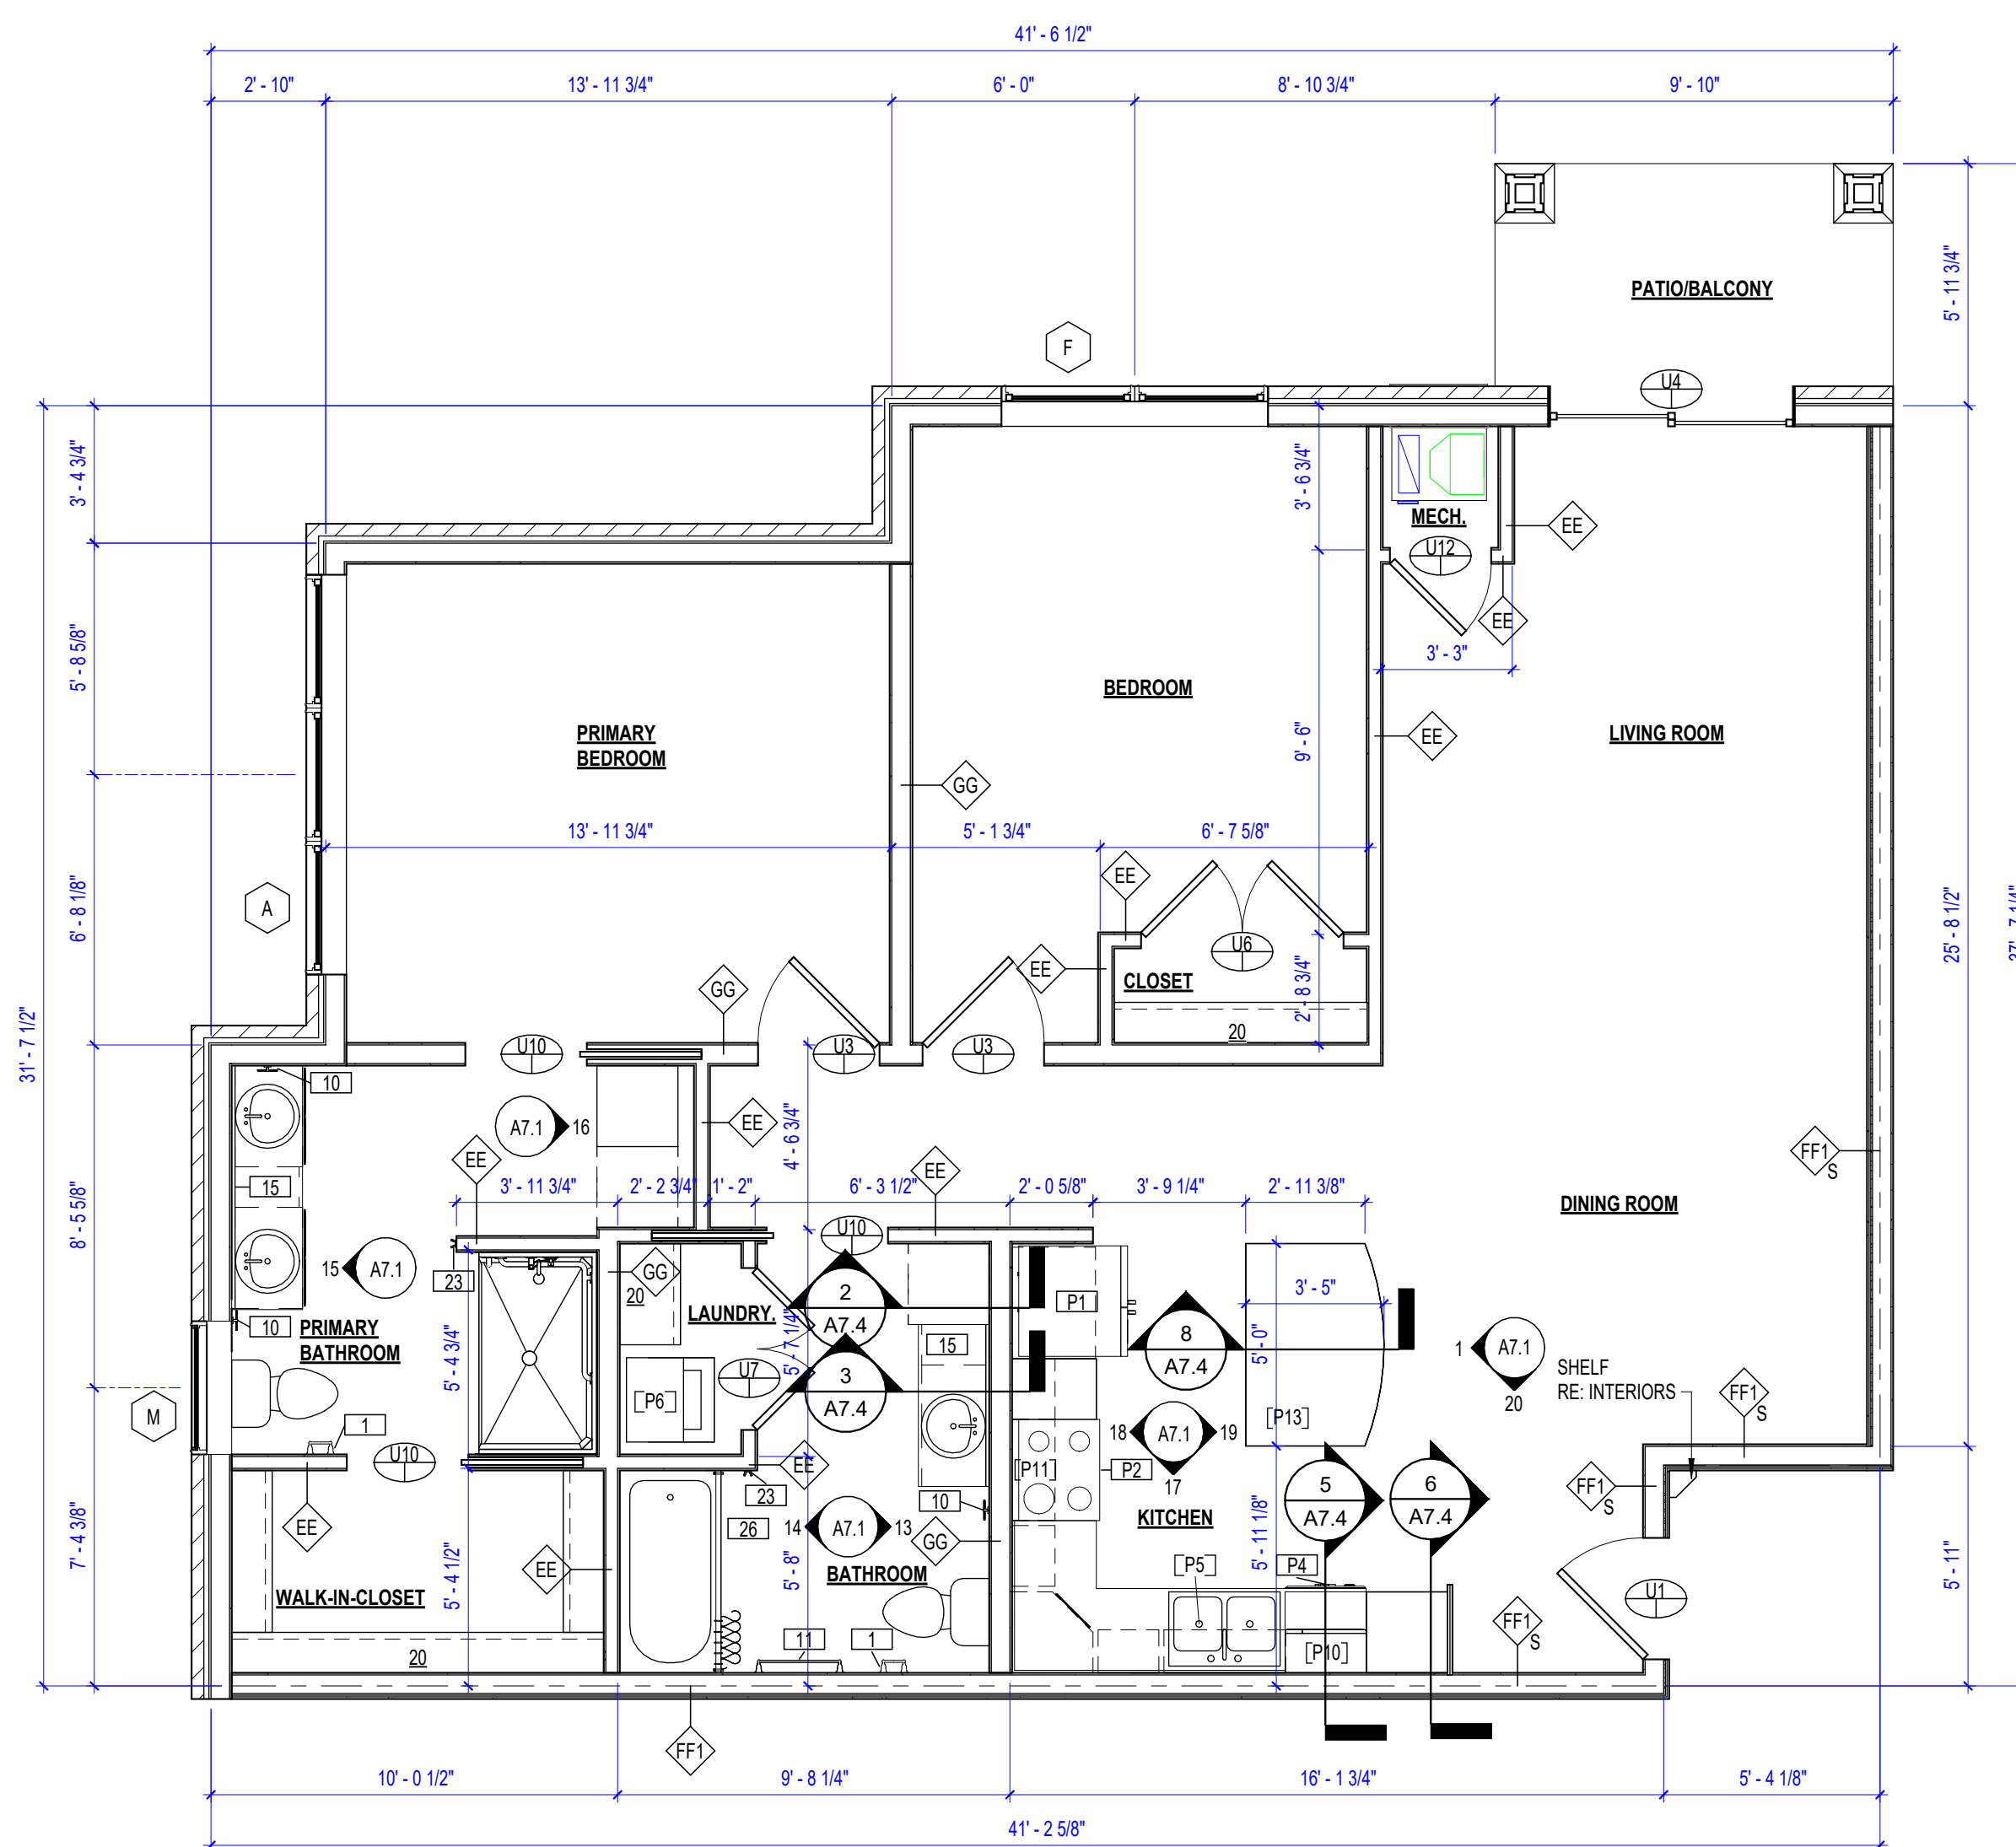 41' - 6 1/2"
2' - 10"
13' - 11 3/4"
6' - 0"
8' - 10 3/4"
9' - 10"
PATIO/BALCONY
5' - 11 3/4"
F
U4
3' - 4 3/4"
3' - 6 3/4"
MECH.
EE
U12
EE
3' - 3"
5' - 8 5/8"
BEDROOM
PRIMARY
BEDROOM
LIVING ROOM
EE
9' - 6"
GG
13' - 11 3/4"
5' - 1 3/4"
6' - 7 5/8"
EE
A
6' - 8 1/8"
25' - 8 1/2"
37' - 7 1/4"
U6
EE
CLOSET
GG
2' - 8 3/4"
20
31' - 7 1/2"
U10
U3
U3
10
A7.1
16
EE
4' - 6 3/4"
FF1
S
EE
EE
15
3' - 11 3/4"
2' - 2 3/4"
1' - 2"
6' - 3 1/2"
2' - 0 5/8"
3' - 9 1/4"
2' - 11 3/8"
DINING ROOM
8' - 5 5/8"
U10
15
A7.1
23
GG
20
LAUNDRY.
2
A7.4
P1
3' - 5"
10
PRIMARY
BATHROOM
5' - 4 3/4"
5' - 7 1/4"
15
8
A7.4
5' - 0"
1
A7.1
20
SHELF
RE: INTERIORS
U7
3
A7.4
P6
FF1
S
M
1
P13
18
A7.1
19
17
U10
EE
P11
P2
23
5
A7.4
6
A7.4
FF1
S
10
EE
26
14
A7.1
13
KITCHEN
GG
5' - 11 1/8"
7' - 4 3/8"
EE
5' - 4 1/2"
5' - 8"
BATHROOM
P5
P4
5' - 11"
WALK-IN-CLOSET
U1
FF1
S
11
1
P10
20
FF1
10' - 0 1/2"
9' - 8 1/4"
16' - 1 3/4"
5' - 4 1/8"
41' - 2 5/8"